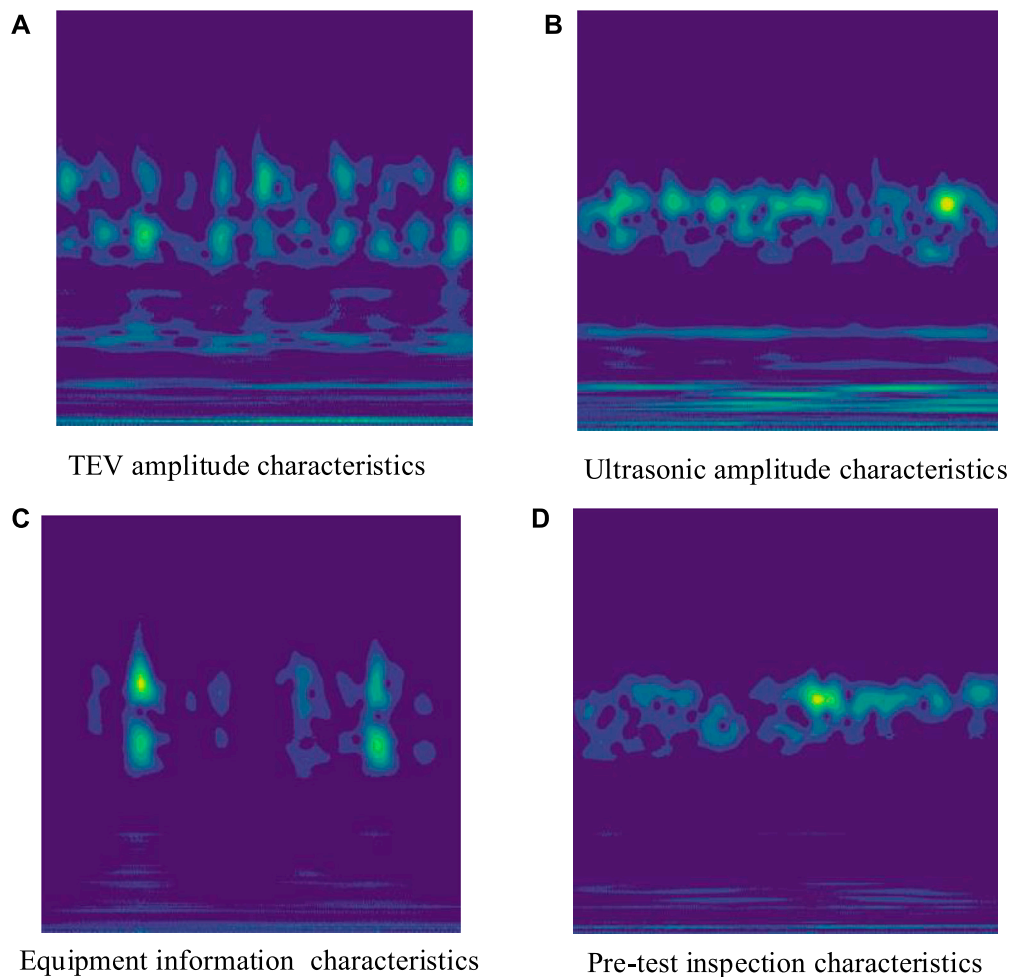 A
B
TEV amplitude characteristics
Ultrasonic amplitude characteristics
C
D
Equipment information characteristics
Pre-test inspection characteristics